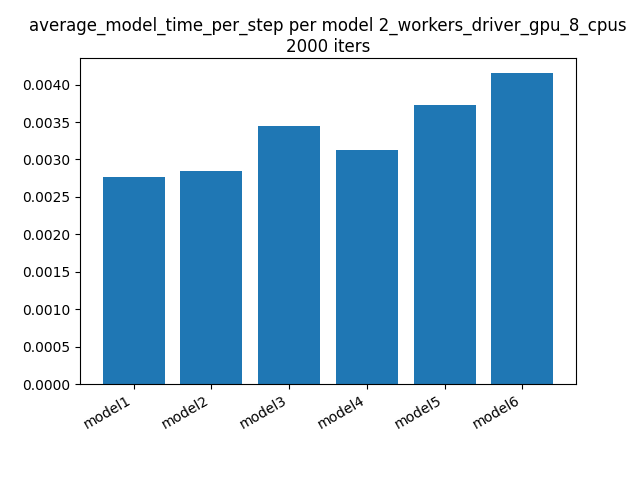 average_model_time_per_step per model 2_workers_driver_gpu_8_cpus
2000 iters
0.0040
0.0035
0.0030
0.0025
0.0020
0.0015
0.0010
0.0005
0.0000
model1
model2
model3
model4
model5
model6